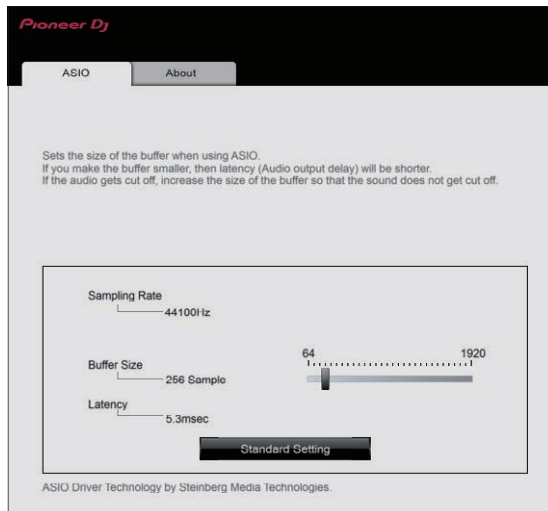 Pioneer Dj
ASIO About
Sets the size of the buffer when using ASIO.
If you make the buffer smaller, then latency (Audio output delay) will be shorter.
If the audio gets cut off, increase the size of the buffer so that the sound does not get cut off.
Sampling Rate
44100Hz
64 1920
Buffer Size
256 Sample
Latency
5.3msec
Standard Setting
ASIO Driver Technology by Steinberg Media Technologies.